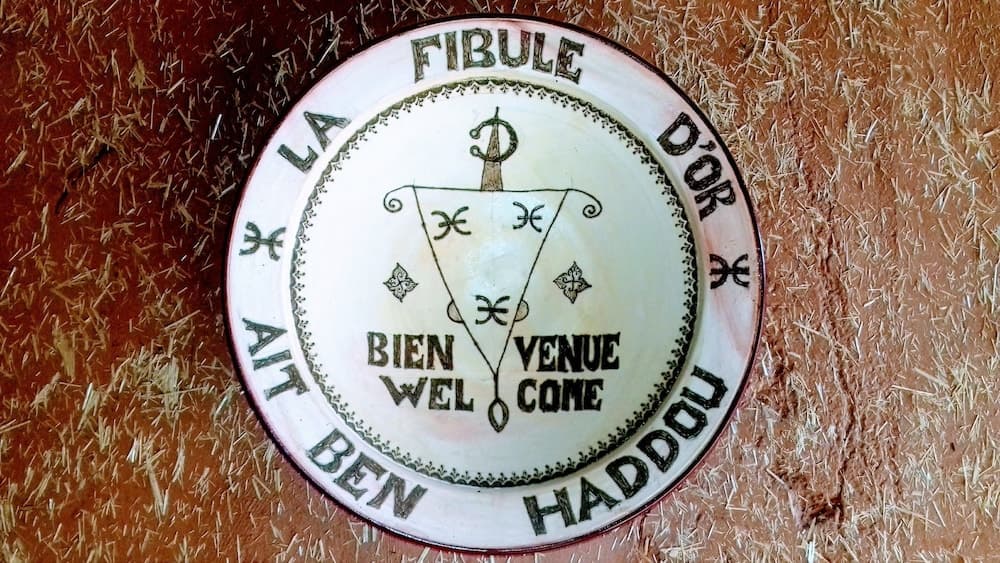 LA FIBULE D'OR
ⵣ AIT BEN HADDOU ⵣ
ⵣ ⵣ
ⵣ
BIEN VENUE
WEL COME